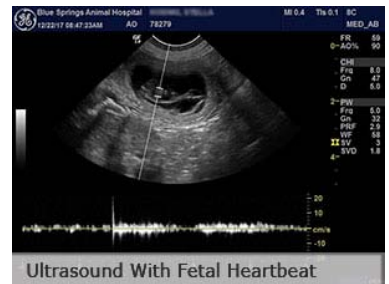 GE Blue Springs Animal Hospital MI 0.4 TIs 0.1 8C
12/22/17 08:47:23AM AO 78279 MED_AB
FR 59
AO% 90
CHI
Frq 8.0
Gn 47
D 5.0
PW
Frq 5.0
Gn 32
PRF 2.9
WF 58
SV 3
SVD 1.8
0
2
4
20
10
cm/s
-10
Ultrasound With Fetal Heartbeat